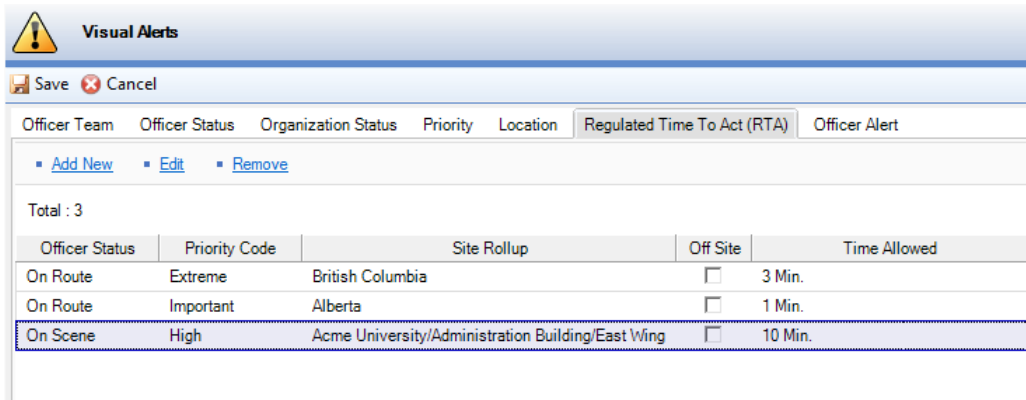 Visual Alerts
Save Cancel
Officer Team Officer Status Organization Status Priority Location Regulated Time To Act (RTA) Officer Alert
Add New Edit Remove
Total : 3
Officer Status Priority Code Site Rollup Off Site Time Allowed
On Route Extreme British Columbia 3 Min.
On Route Important Alberta 1 Min.
On Scene High Acme University/Administration Building/East Wing 10 Min.